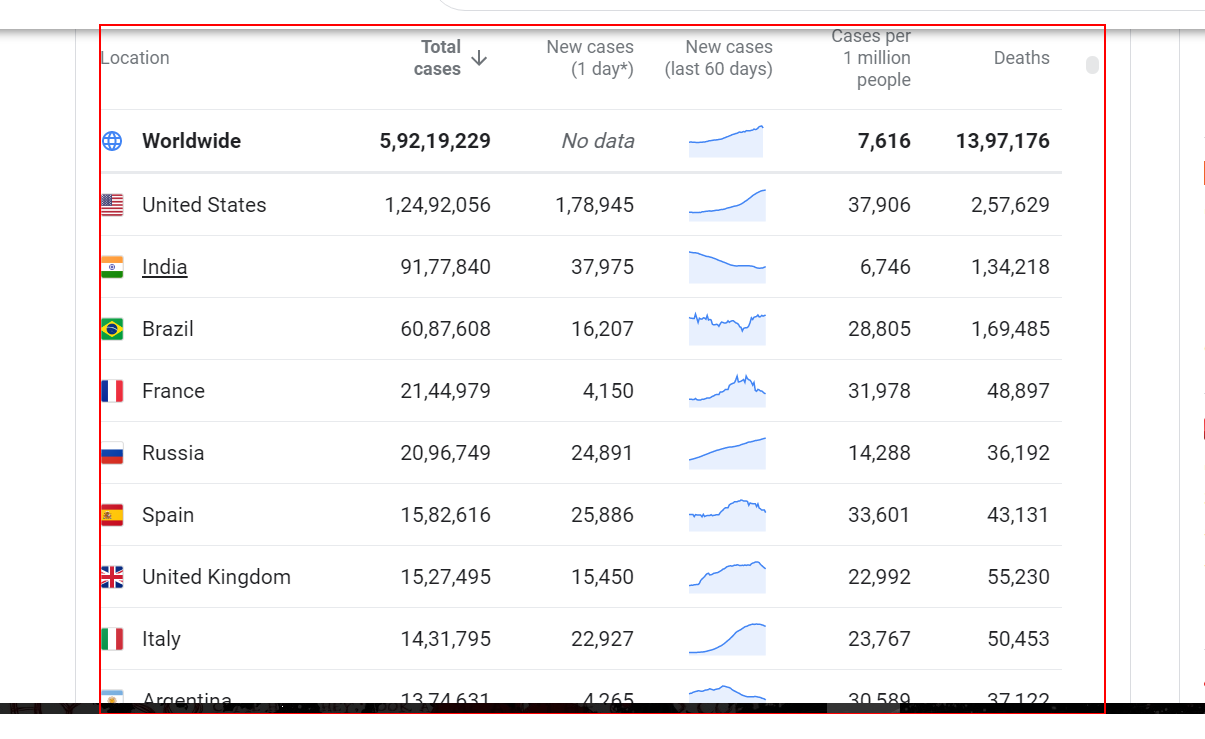 Location Total cases New cases (1 day*) New cases (last 60 days) Cases per 1 million people Deaths
Worldwide 5,92,19,229 No data 7,616 13,97,176
United States 1,24,92,056 1,78,945 37,906 2,57,629
India 91,77,840 37,975 6,746 1,34,218
Brazil 60,87,608 16,207 28,805 1,69,485
France 21,44,979 4,150 31,978 48,897
Russia 20,96,749 24,891 14,288 36,192
Spain 15,82,616 25,886 33,601 43,131
United Kingdom 15,27,495 15,450 22,992 55,230
Italy 14,31,795 22,927 23,767 50,453
Argentina 13,74,631 4,265 30,589 37,122